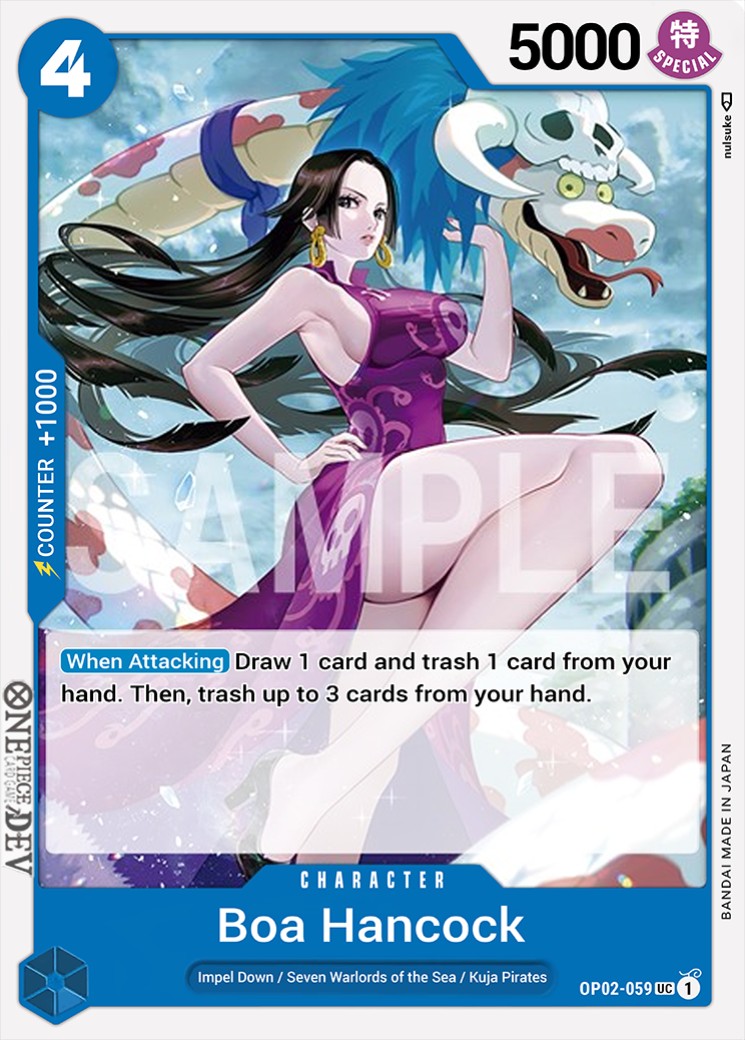 4
5000
特
SPECIAL
nulsuke
COUNTER +1000
SAMPLE
When Attacking Draw 1 card and trash 1 card from your
hand. Then, trash up to 3 cards from your hand.
ONE PIECE
CARD GAME
.DEV
BANDAI MADE IN JAPAN
CHARACTER
Boa Hancock
Impel Down / Seven Warlords of the Sea / Kuja Pirates
OP02-059 UC 1